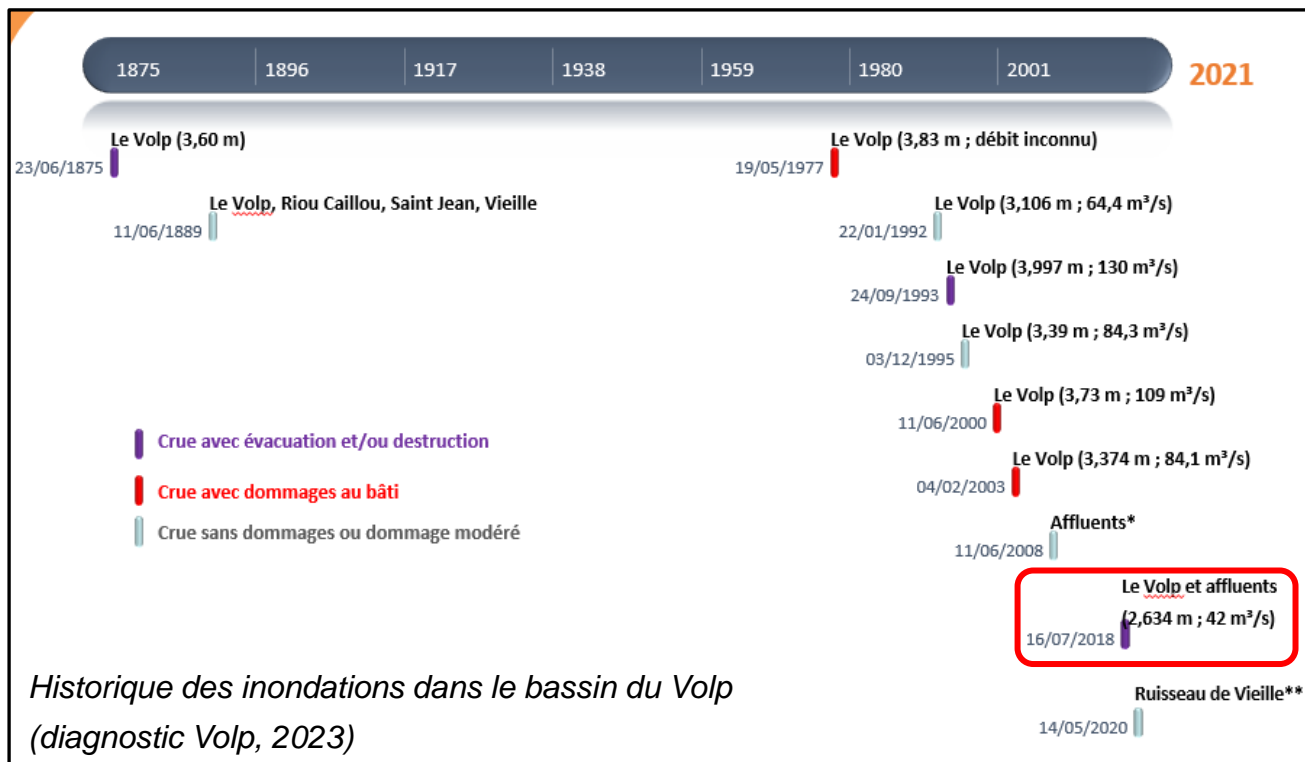 1875 1896 1917 1938 1959 1980 2001 2021
Le Volp (3,60 m)
23/06/1875
Le Volp (3,83 m ; débit inconnu)
19/05/1977
Le Volp, Riou Caillou, Saint Jean, Vieille
11/06/1889
Le Volp (3,106 m ; 64,4 m³/s)
22/01/1992
Le Volp (3,997 m ; 130 m³/s)
24/09/1993
Le Volp (3,39 m ; 84,3 m³/s)
03/12/1995
Le Volp (3,73 m ; 109 m³/s)
11/06/2000
Le Volp (3,374 m ; 84,1 m³/s)
04/02/2003
Affluents*
11/06/2008
Le Volp et affluents
(2,634 m ; 42 m³/s)
16/07/2018
Ruisseau de Vieille**
14/05/2020
Crue avec évacuation et/ou destruction
Crue avec dommages au bâti
Crue sans dommages ou dommage modéré
Historique des inondations dans le bassin du Volp
(diagnostic Volp, 2023)